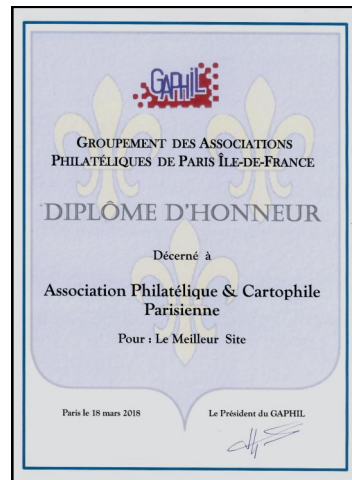 GAPHIL
GROUPEMENT DES ASSOCIATIONS
PHILATÉLIQUES DE PARIS ÎLE-DE-FRANCE
DIPLÔME D'HONNEUR
Décerné à
Association Philatélique & Cartophile
Parisienne
Pour : Le Meilleur Site
Paris le 18 mars 2018 Le Président du GAPHIL